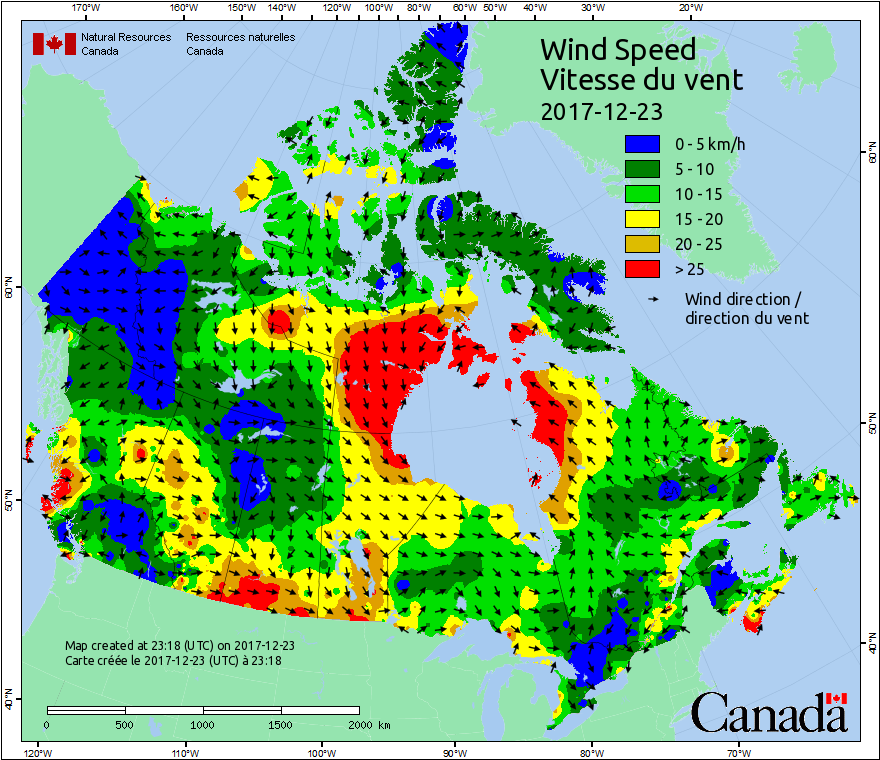 170°W 160°W 150°W 140°W 120°W 100°W 80°W 60°W 50°W 40°W 30°W 20°W
Natural Resources Ressources naturelles
Canada Canada
Wind Speed
Vitesse du vent
2017-12-23
0 - 5 km/h
5 - 10
10 - 15
15 - 20
20 - 25
> 25
Wind direction /
direction du vent
60°N
60°N
50°N
50°N
40°N
40°N
Map created at 23:18 (UTC) on 2017-12-23
Carte créée le 2017-12-23 (UTC) à 23:18
0 500 1000 1500 2000 km
Canada
120°W 110°W 100°W 90°W 80°W 70°W